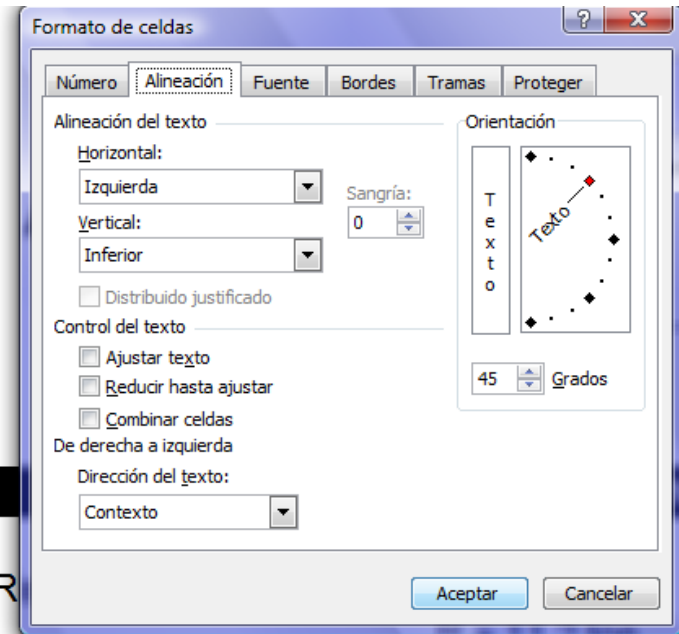 Formato de celdas
Número Alineación Fuente Bordes Tramas Proteger
Alineación del texto
Horizontal:
Izquierda
Sangría:
0
Vertical:
Inferior
Distribuido justificado
Control del texto
Ajustar texto
Reducir hasta ajustar
Combinar celdas
De derecha a izquierda
Dirección del texto:
Contexto
Orientación
Texto
Texto
45 Grados
Aceptar Cancelar
R